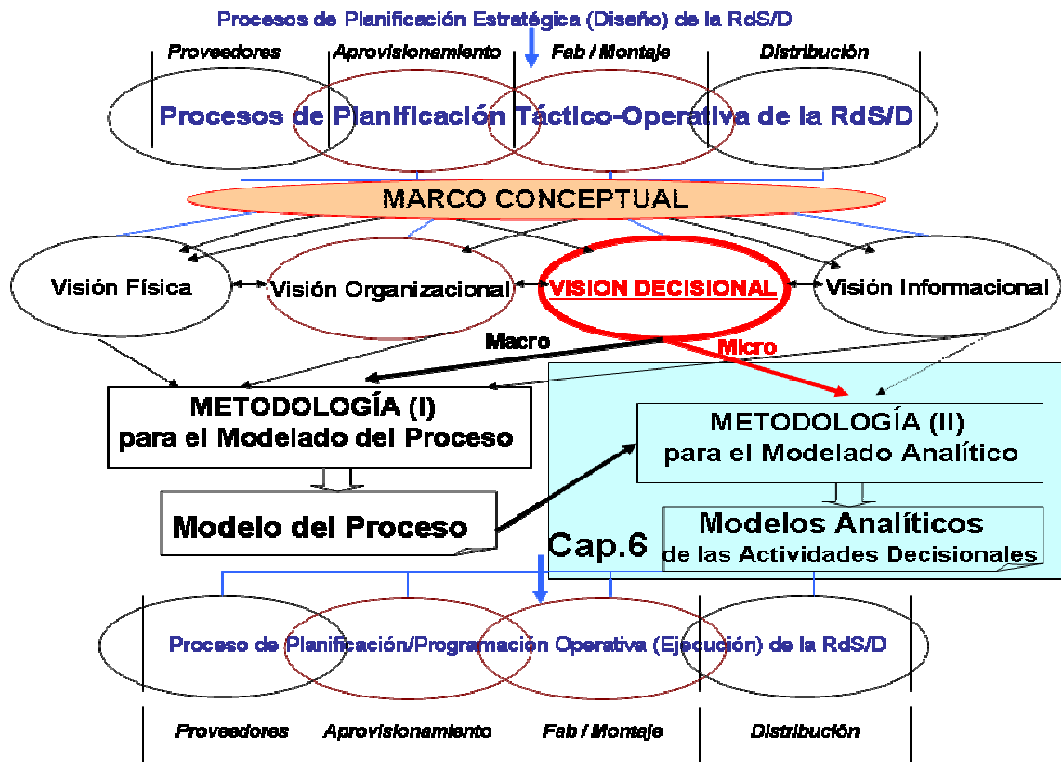 Procesos de Planificación Estratégica (Diseño) de la RdS/D
Proveedores Aprovisionamiento Fab / Montaje Distribución
Procesos de Planificación Táctico-Operativa de la RdS/D
MARCO CONCEPTUAL
Visión Física Visión Organizacional VISION DECISIONAL Visión Informacional
Macro Micro
METODOLOGÍA (I)
para el Modelado del Proceso
METODOLOGÍA (II)
para el Modelado Analítico
Modelo del Proceso
Modelos Analíticos
de las Actividades Decisionales
Cap.6
Proceso de Planificación/Programación Operativa (Ejecución) de la RdS/D
Proveedores Aprovisionamiento Fab / Montaje Distribución